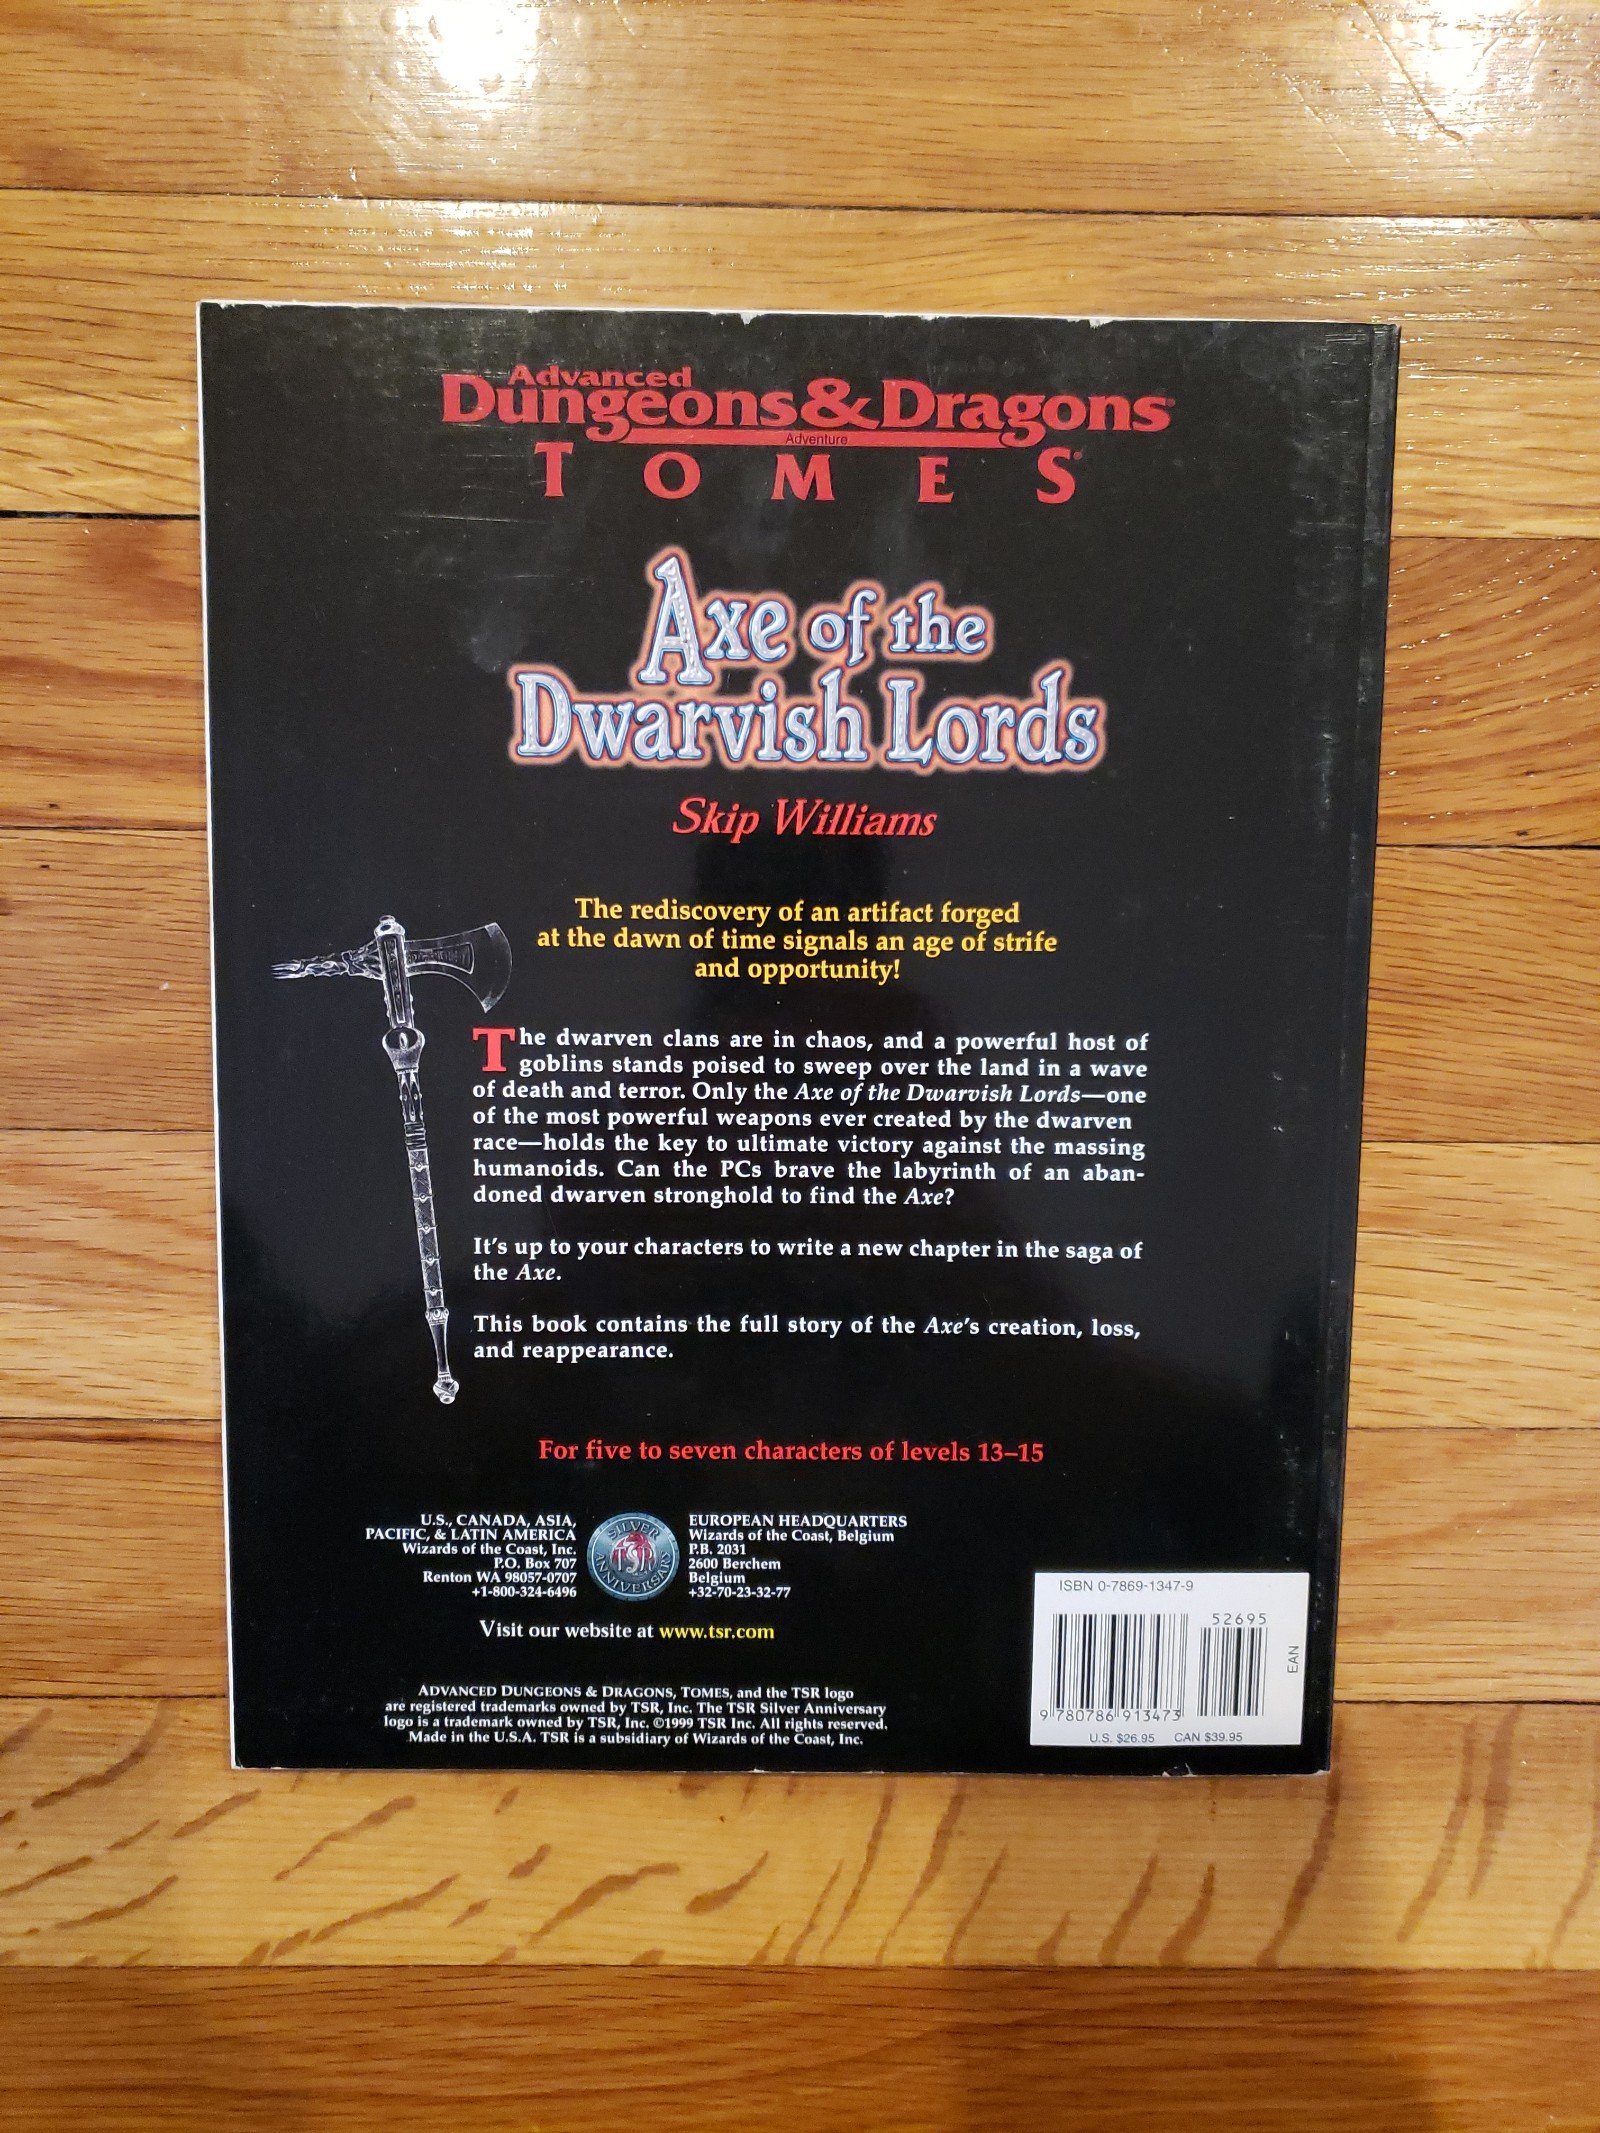 Advanced
Dungeons & Dragons®
Adventure
TOMES®
Axe of the
Dwarvish Lords
Skip Williams
The rediscovery of an artifact forged
at the dawn of time signals an age of strife
and opportunity!
The dwarven clans are in chaos, and a powerful host of
goblins stands poised to sweep over the land in a wave
of death and terror. Only the Axe of the Dwarvish Lords—one
of the most powerful weapons ever created by the dwarven
race—holds the key to ultimate victory against the massing
humanoids. Can the PCs brave the labyrinth of an aban-
doned dwarven stronghold to find the Axe?
It's up to your characters to write a new chapter in the saga of
the Axe.
This book contains the full story of the Axe's creation, loss,
and reappearance.
For five to seven characters of levels 13–15
U.S., CANADA, ASIA,
PACIFIC, & LATIN AMERICA
Wizards of the Coast, Inc.
P.O. Box 707
Renton WA 98057-0707
+1-800-324-6496
SILVER
TSR
ANNIVERSARY
EUROPEAN HEADQUARTERS
Wizards of the Coast, Belgium
P.B. 2031
2600 Berchem
Belgium
+32-70-23-32-77
Visit our website at www.tsr.com
ADVANCED DUNGEONS & DRAGONS, TOMES, and the TSR logo
are registered trademarks owned by TSR, Inc. The TSR Silver Anniversary
logo is a trademark owned by TSR, Inc. ©1999 TSR Inc. All rights reserved.
Made in the U.S.A. TSR is a subsidiary of Wizards of the Coast, Inc.
ISBN 0-7869-1347-9
52695
EAN
9 780786 913473
U.S. $26.95 CAN $39.95